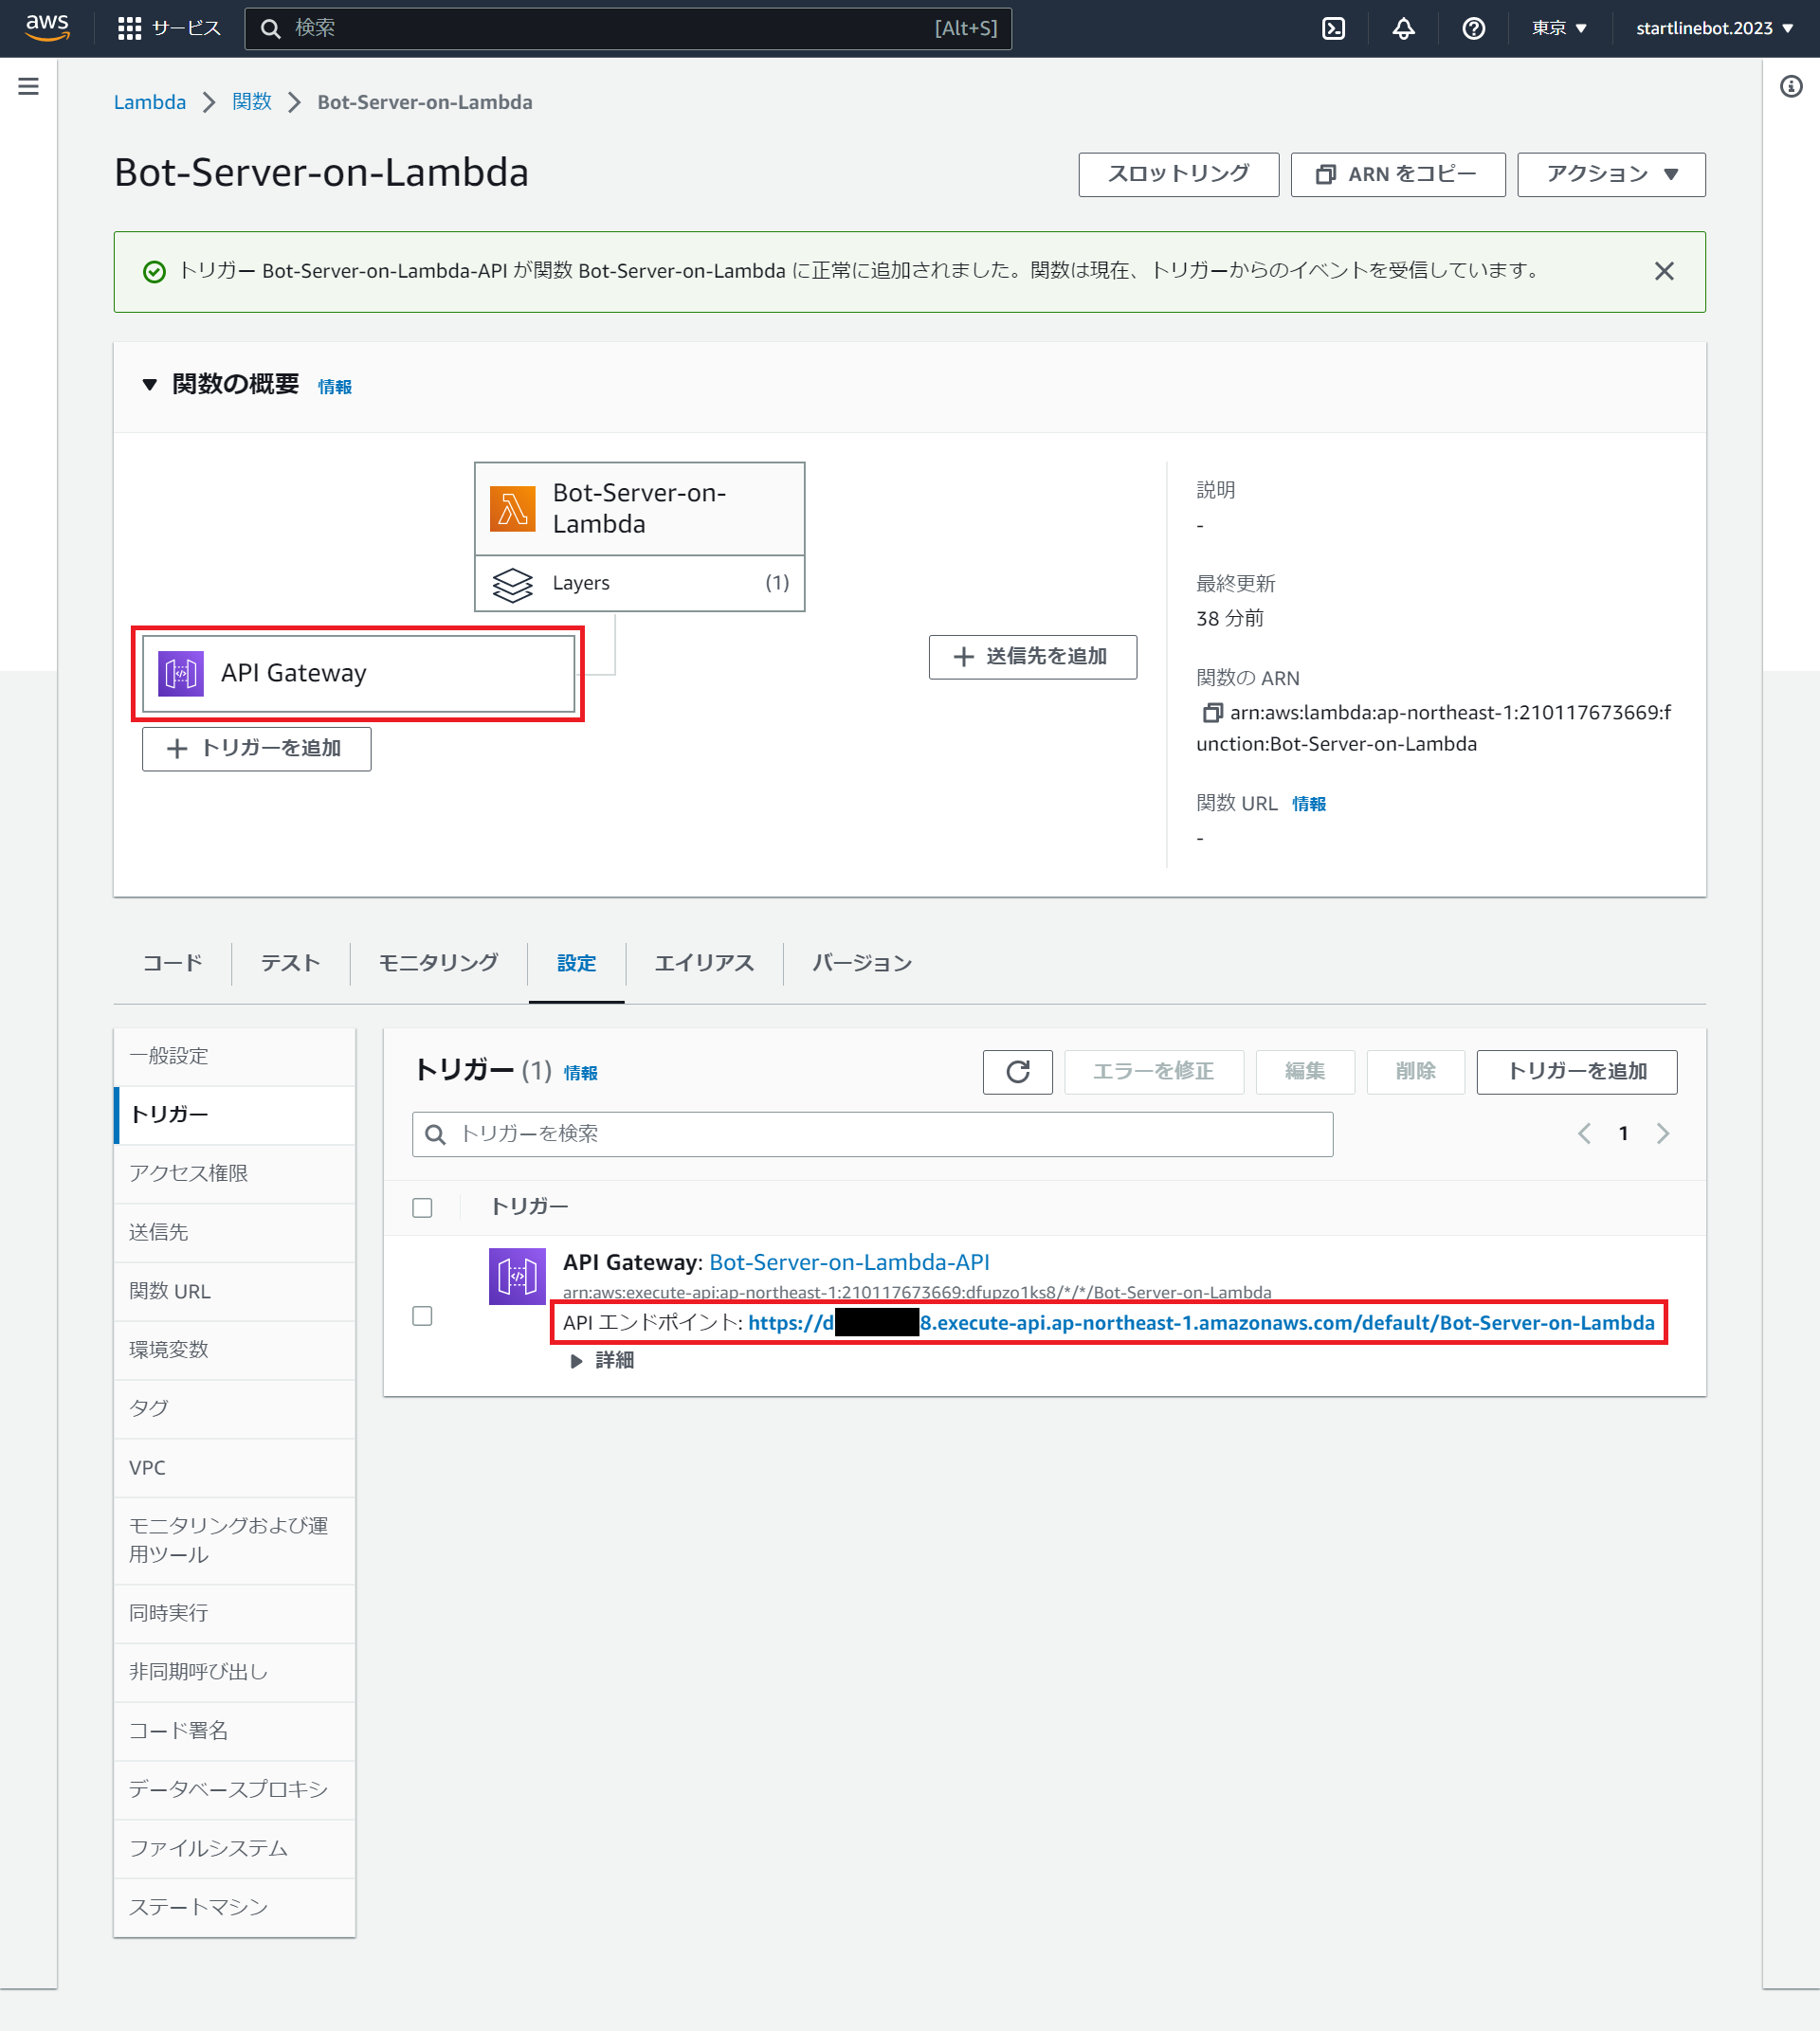 aws
サービス
検索
[Alt+S]
東京
startlinebot.2023
Lambda
関数
Bot-Server-on-Lambda
Bot-Server-on-Lambda
スロットリング
ARN をコピー
アクション
トリガー Bot-Server-on-Lambda-API が関数 Bot-Server-on-Lambda に正常に追加されました。関数は現在、トリガーからのイベントを受信しています。
関数の概要 情報
Bot-Server-on-
Lambda
Layers (1)
API Gateway
トリガーを追加
送信先を追加
説明
-
最終更新
38 分前
関数の ARN
arn:aws:lambda:ap-northeast-1:210117673669:f
unction:Bot-Server-on-Lambda
関数 URL 情報
-
コード
テスト
モニタリング
設定
エイリアス
バージョン
一般設定
トリガー
アクセス権限
送信先
関数 URL
環境変数
タグ
VPC
モニタリングおよび運
用ツール
同時実行
非同期呼び出し
コード署名
データベースプロキシ
ファイルシステム
ステートマシン
トリガー (1) 情報
エラーを修正
編集
削除
トリガーを追加
トリガーを検索
1
トリガー
API Gateway: Bot-Server-on-Lambda-API
arn:aws:execute-api:ap-northeast-1:210117673669:dfupzo1ks8/*/*/Bot-Server-on-Lambda
API エンドポイント: https://d 8.execute-api.ap-northeast-1.amazonaws.com/default/Bot-Server-on-Lambda
詳細